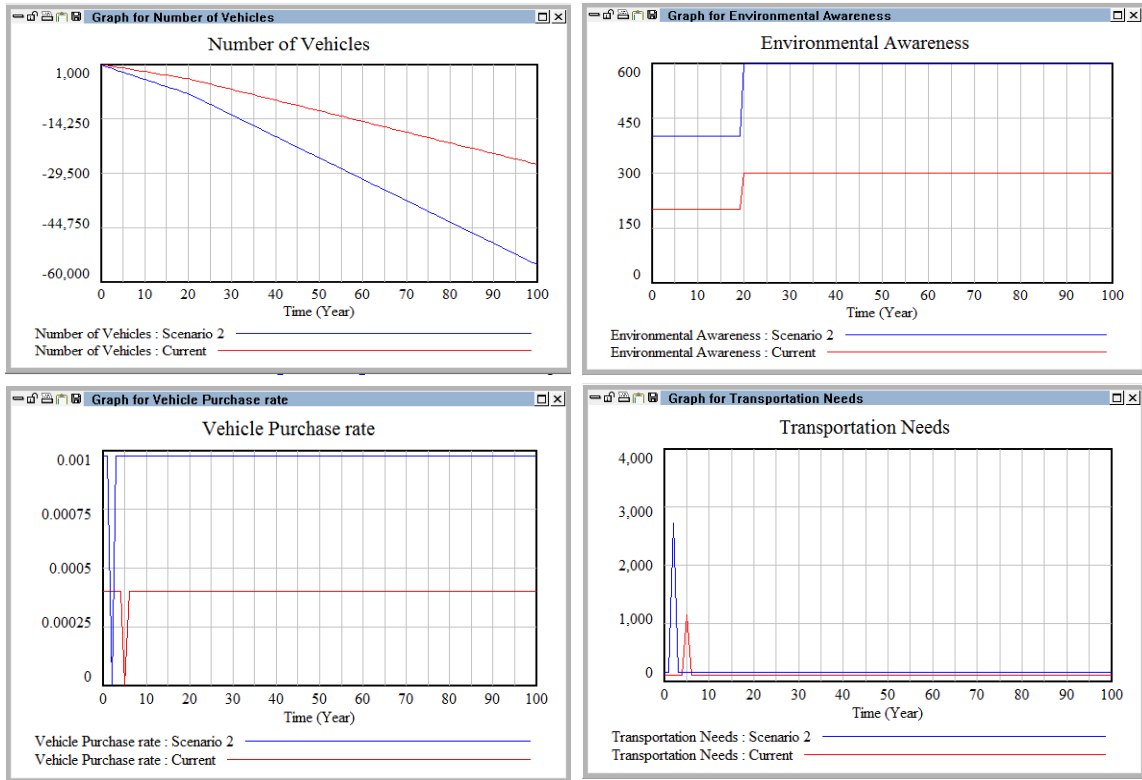 Graph for Number of Vehicles
Number of Vehicles
1,000
-14,250
-29,500
-44,750
-60,000
0 10 20 30 40 50 60 70 80 90 100
Time (Year)
Number of Vehicles : Scenario 2
Number of Vehicles : Current
Graph for Environmental Awareness
Environmental Awareness
600
450
300
150
0
0 10 20 30 40 50 60 70 80 90 100
Time (Year)
Environmental Awareness : Scenario 2
Environmental Awareness : Current
Graph for Vehicle Purchase rate
Vehicle Purchase rate
0.001
0.00075
0.0005
0.00025
0
0 10 20 30 40 50 60 70 80 90 100
Time (Year)
Vehicle Purchase rate : Scenario 2
Vehicle Purchase rate : Current
Graph for Transportation Needs
Transportation Needs
4,000
3,000
2,000
1,000
0
0 10 20 30 40 50 60 70 80 90 100
Time (Year)
Transportation Needs : Scenario 2
Transportation Needs : Current